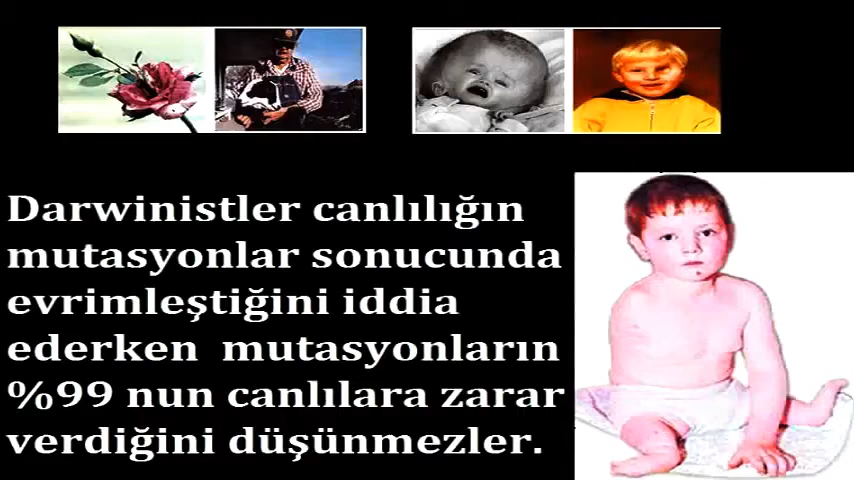 Darwinistler canlılığın
mutasyonlar sonucunda
evrimleştiğini iddia
ederken mutasyonların
%99 nun canlılara zarar
verdiğini düşünmezler.